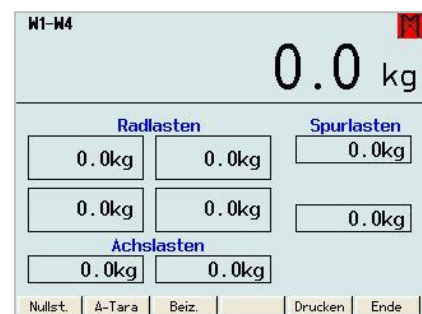 W1-W4
0.0 kg
Radlasten Spurlasten
0.0kg 0.0kg 0.0kg
0.0kg 0.0kg 0.0kg
Achslasten
0.0kg 0.0kg
Nullst. A-Tara Beiz. Drucken Ende